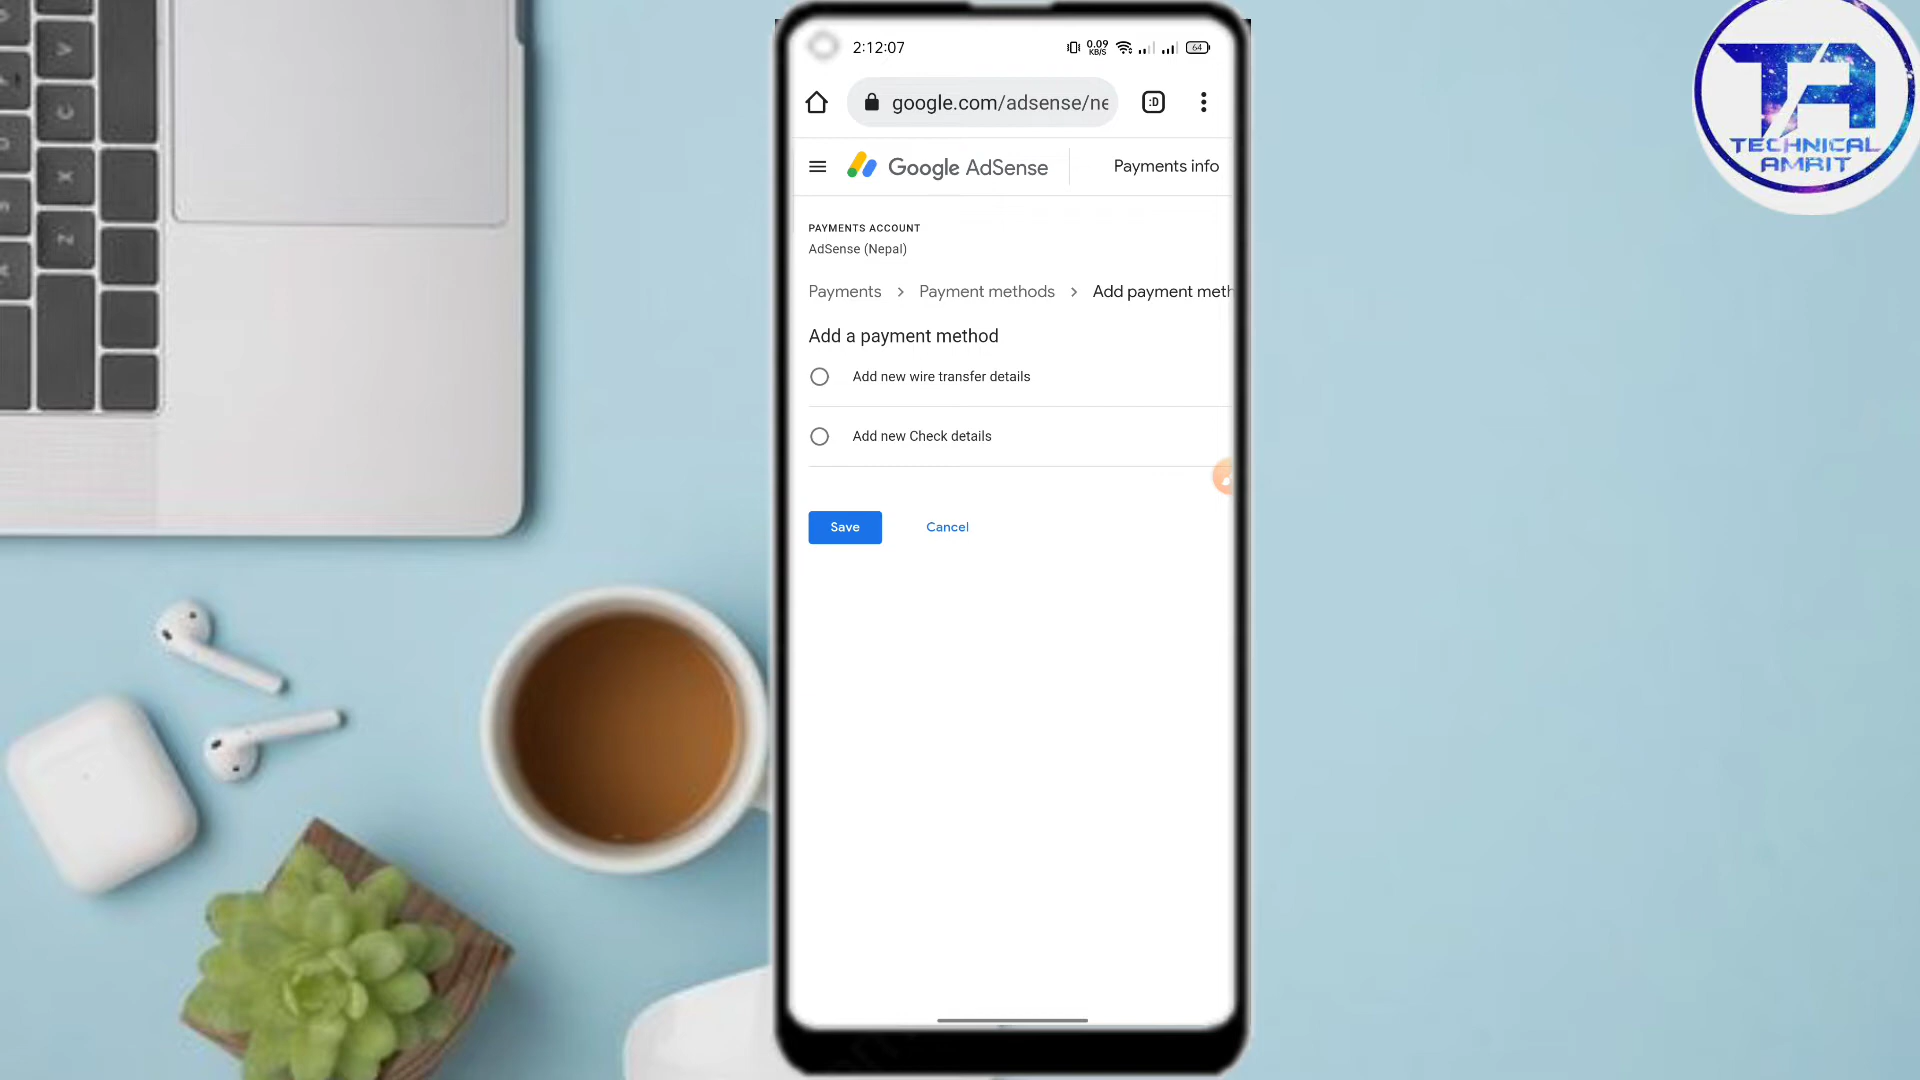 2:12:07
0.09
KB/S
64
google.com/adsense/ne
:D
Google AdSense
Payments info
PAYMENTS ACCOUNT
AdSense (Nepal)
Payments > Payment methods > Add payment meth
Add a payment method
Add new wire transfer details
Add new Check details
Save
Cancel
TA
TECHNICAL
AMRIT
V
C
X
Z